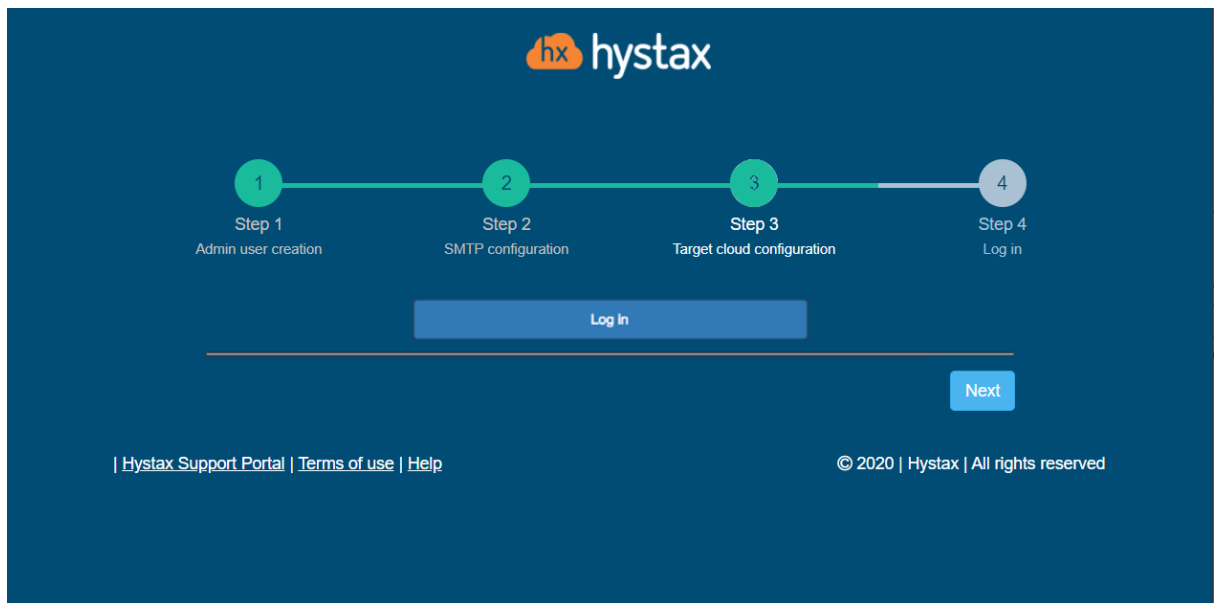 hx hystax
1 2 3 4
Step 1 Step 2 Step 3 Step 4
Admin user creation SMTP configuration Target cloud configuration Log in
Log in
Next
| Hystax Support Portal | Terms of use | Help © 2020 | Hystax | All rights reserved